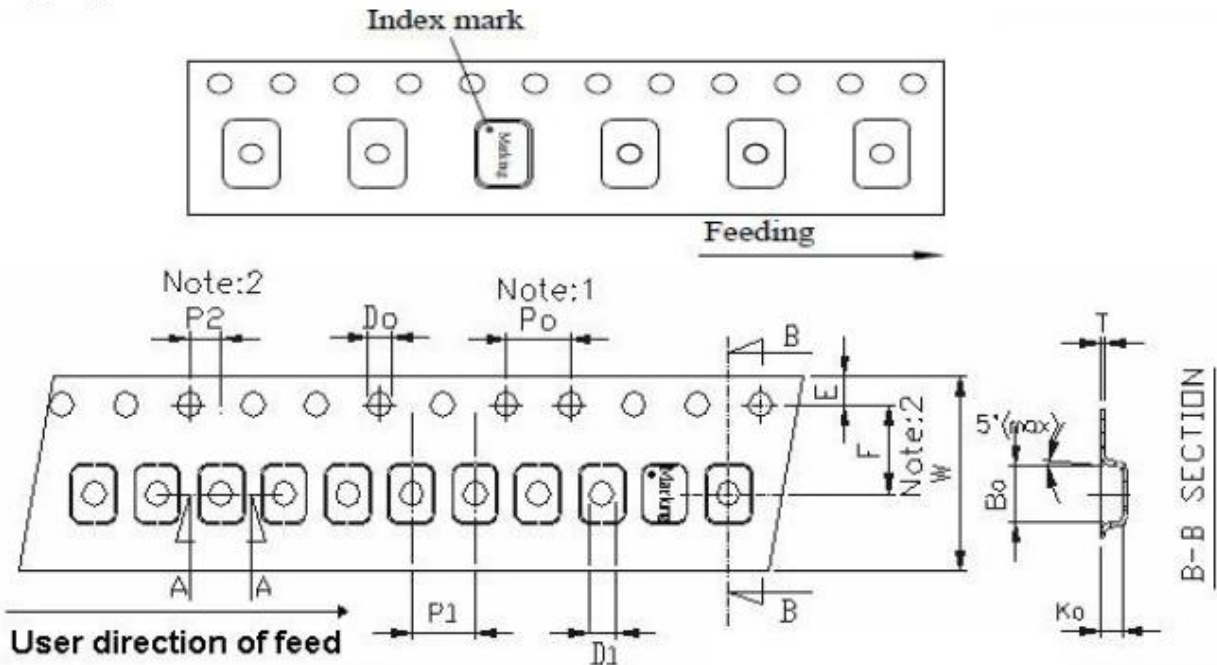 Index mark
Marking
Feeding
Note:2
P2
Do
Note:1
Po
B
T
E
F
Note:2
W
5°(max)
Bo
B-B SECTION
Marking
A
A
P1
B
Ko
D1
User direction of feed